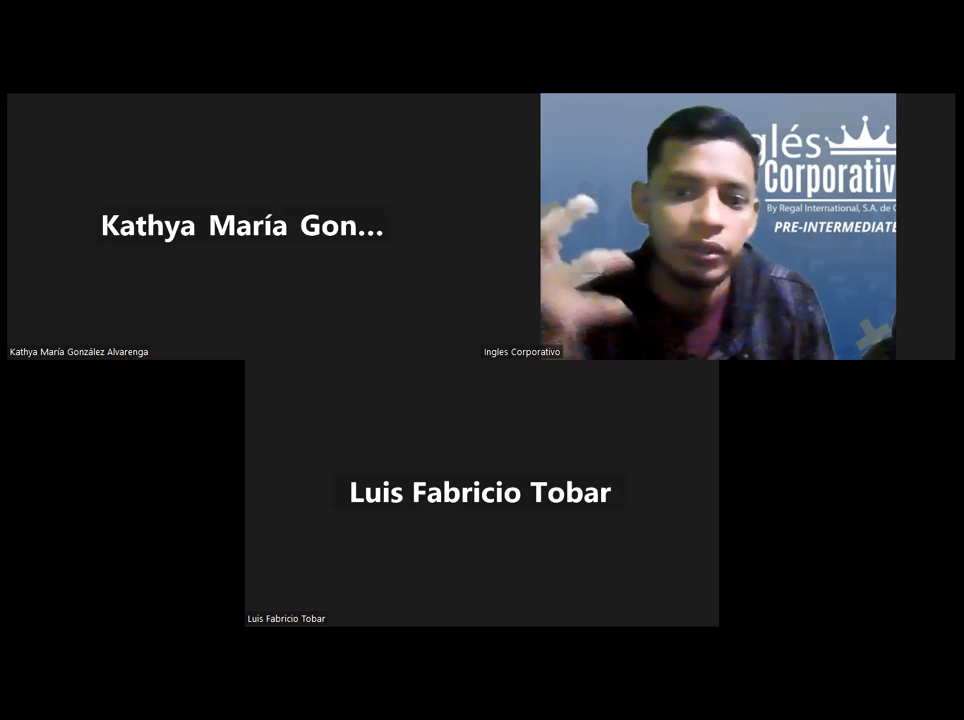 Kathya María Gon...
glés
Corporativ
By Regal International, S.A. de C
PRE-INTERMEDIATE
Kathya María González Alvarenga
Ingles Corporativo
Luis Fabricio Tobar
Luis Fabricio Tobar